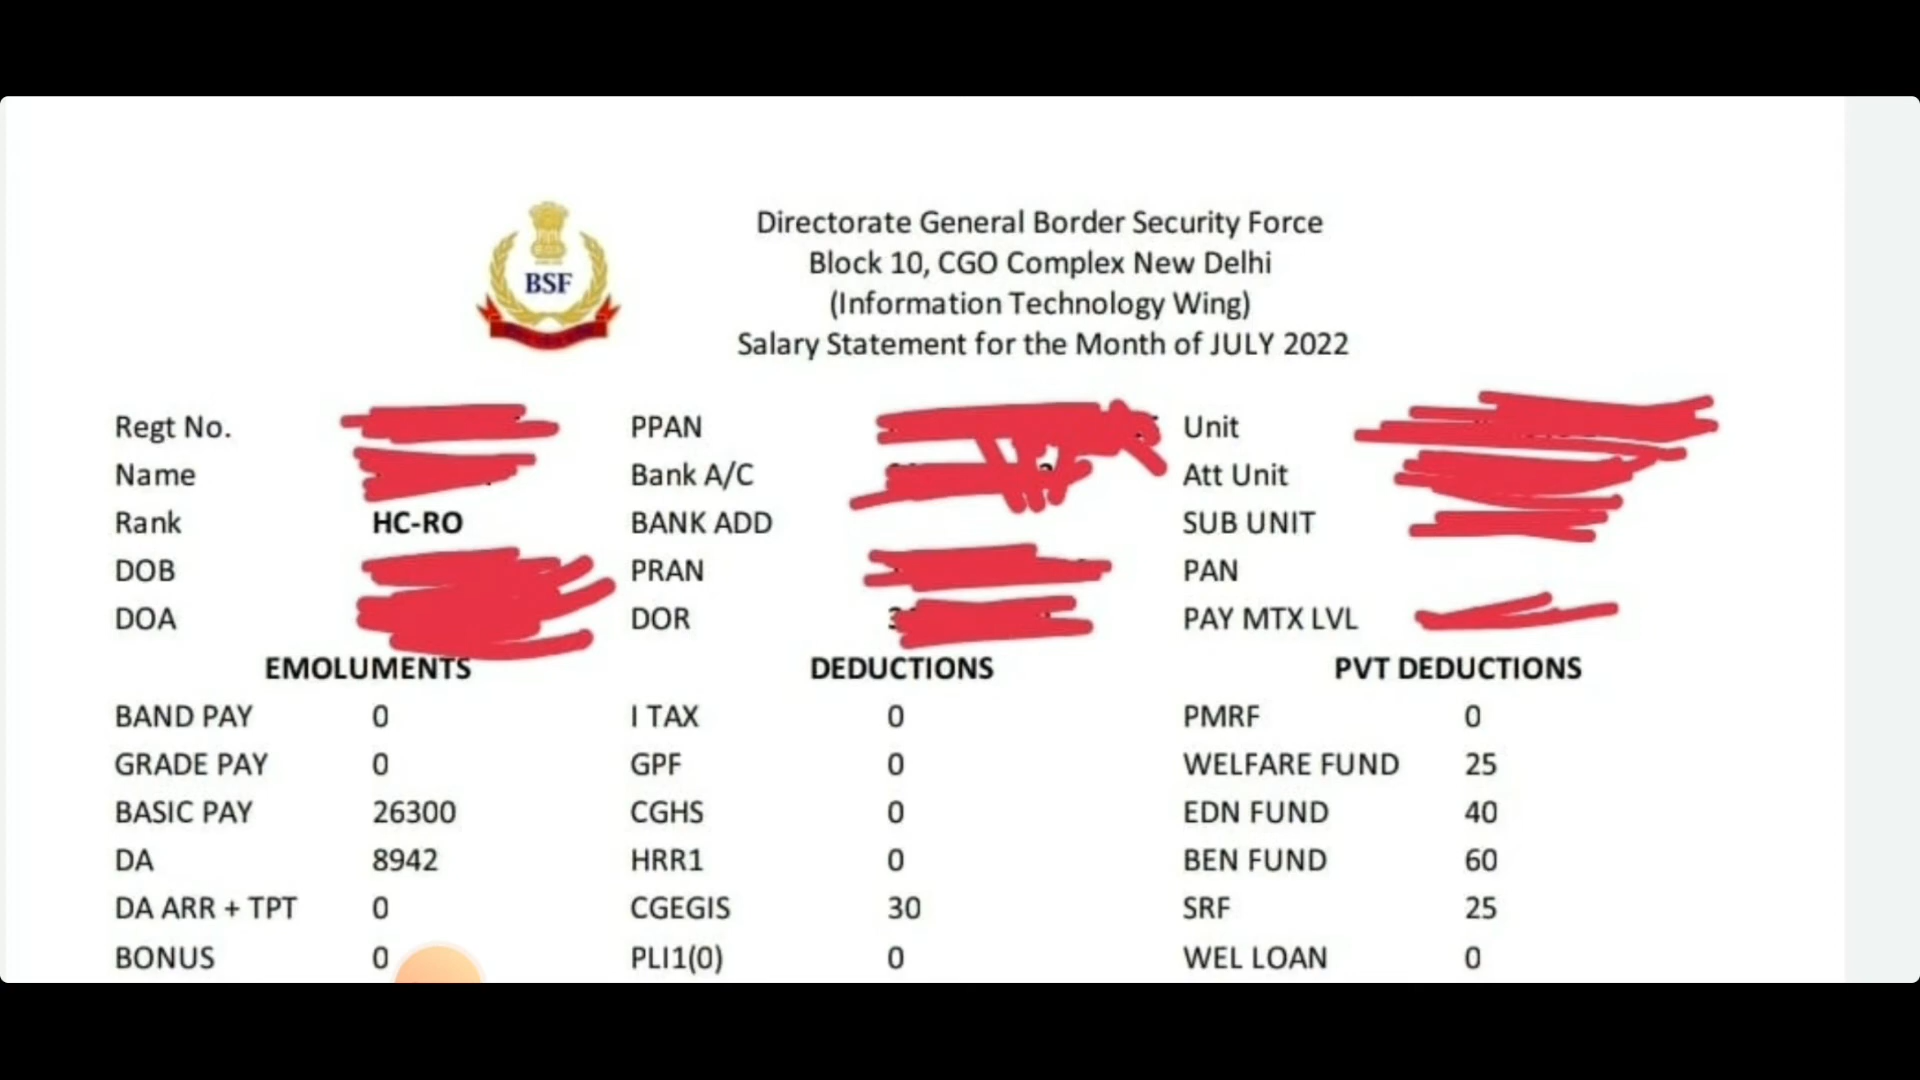 BSF
Directorate General Border Security Force
Block 10, CGO Complex New Delhi
(Information Technology Wing)
Salary Statement for the Month of JULY 2022
Regt No. PPAN Unit
Name Bank A/C Att Unit
Rank HC-RO BANK ADD SUB UNIT
DOB PRAN PAN
DOA DOR PAY MTX LVL
EMOLUMENTS DEDUCTIONS PVT DEDUCTIONS
BAND PAY 0 I TAX 0 PMRF 0
GRADE PAY 0 GPF 0 WELFARE FUND 25
BASIC PAY 26300 CGHS 0 EDN FUND 40
DA 8942 HRR1 0 BEN FUND 60
DA ARR + TPT 0 CGEGIS 30 SRF 25
BONUS 0 PLI1(0) 0 WEL LOAN 0